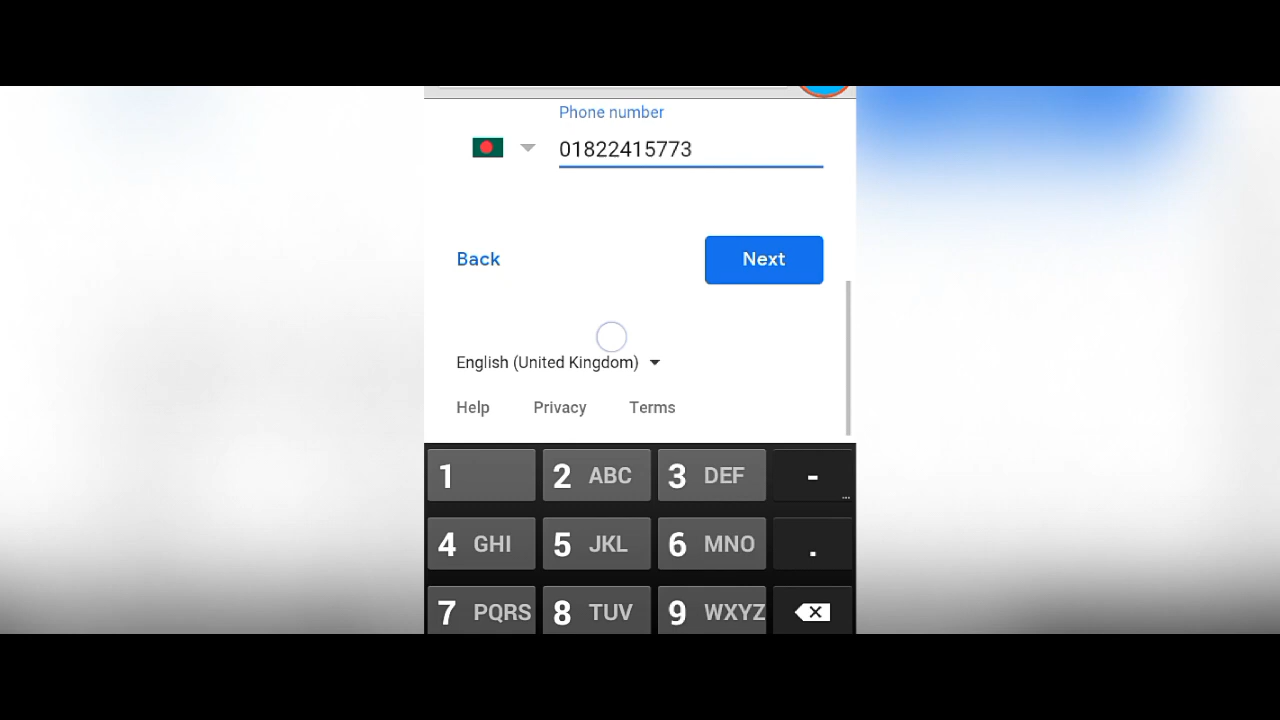 Phone number
01822415773
Back
Next
English (United Kingdom)
Help Privacy Terms
1 2 ABC 3 DEF -
...
4 GHI 5 JKL 6 MNO .
7 PQRS 8 TUV 9 WXYZ